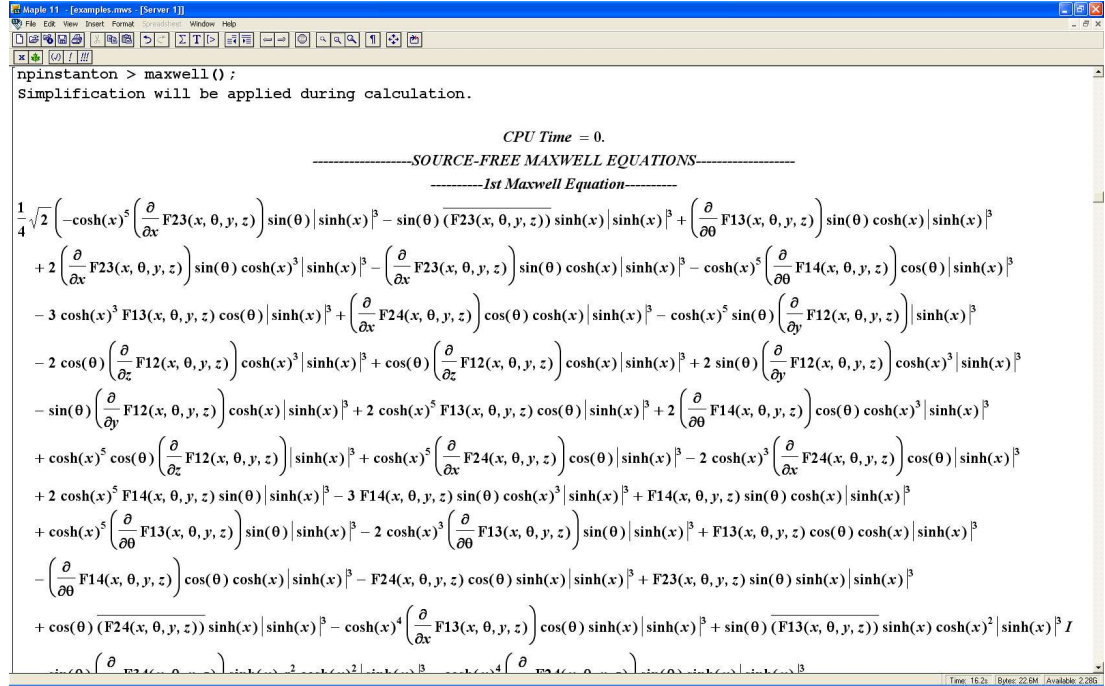 Maple 11 - [examples.mws - [Server 1]]
File Edit View Insert Format Spreadsheet Window Help
npinstanton > maxwell();
Simplification will be applied during calculation.
CPU Time = 0.
-------------------SOURCE-FREE MAXWELL EQUATIONS-------------------
----------1st Maxwell Equation----------
1/4 √2 (−cosh(x)^5 (∂/∂x F23(x, θ, y, z)) sin(θ) |sinh(x)|^3 − sin(θ) \overline{(F23(x, θ, y, z))} sinh(x) |sinh(x)|^3 + (∂/∂θ F13(x, θ, y, z)) sin(θ) cosh(x) |sinh(x)|^3
+ 2 (∂/∂x F23(x, θ, y, z)) sin(θ) cosh(x)^3 |sinh(x)|^3 − (∂/∂x F23(x, θ, y, z)) sin(θ) cosh(x) |sinh(x)|^3 − cosh(x)^5 (∂/∂θ F14(x, θ, y, z)) cos(θ) |sinh(x)|^3
− 3 cosh(x)^3 F13(x, θ, y, z) cos(θ) |sinh(x)|^3 + (∂/∂x F24(x, θ, y, z)) cos(θ) cosh(x) |sinh(x)|^3 − cosh(x)^5 sin(θ) (∂/∂y F12(x, θ, y, z)) |sinh(x)|^3
− 2 cos(θ) (∂/∂z F12(x, θ, y, z)) cosh(x)^3 |sinh(x)|^3 + cos(θ) (∂/∂z F12(x, θ, y, z)) cosh(x) |sinh(x)|^3 + 2 sin(θ) (∂/∂y F12(x, θ, y, z)) cosh(x)^3 |sinh(x)|^3
− sin(θ) (∂/∂y F12(x, θ, y, z)) cosh(x) |sinh(x)|^3 + 2 cosh(x)^5 F13(x, θ, y, z) cos(θ) |sinh(x)|^3 + 2 (∂/∂θ F14(x, θ, y, z)) cos(θ) cosh(x)^3 |sinh(x)|^3
+ cosh(x)^5 cos(θ) (∂/∂z F12(x, θ, y, z)) |sinh(x)|^3 + cosh(x)^5 (∂/∂x F24(x, θ, y, z)) cos(θ) |sinh(x)|^3 − 2 cosh(x)^3 (∂/∂x F24(x, θ, y, z)) cos(θ) |sinh(x)|^3
+ 2 cosh(x)^5 F14(x, θ, y, z) sin(θ) |sinh(x)|^3 − 3 F14(x, θ, y, z) sin(θ) cosh(x)^3 |sinh(x)|^3 + F14(x, θ, y, z) sin(θ) cosh(x) |sinh(x)|^3
+ cosh(x)^5 (∂/∂θ F13(x, θ, y, z)) sin(θ) |sinh(x)|^3 − 2 cosh(x)^3 (∂/∂θ F13(x, θ, y, z)) sin(θ) |sinh(x)|^3 + F13(x, θ, y, z) cos(θ) cosh(x) |sinh(x)|^3
− (∂/∂θ F14(x, θ, y, z)) cos(θ) cosh(x) |sinh(x)|^3 − F24(x, θ, y, z) cos(θ) sinh(x) |sinh(x)|^3 + F23(x, θ, y, z) sin(θ) sinh(x) |sinh(x)|^3
+ cos(θ) \overline{(F24(x, θ, y, z))} sinh(x) |sinh(x)|^3 − cosh(x)^4 (∂/∂x F13(x, θ, y, z)) cos(θ) sinh(x) |sinh(x)|^3 + sin(θ) \overline{(F13(x, θ, y, z))} sinh(x) cosh(x)^2 |sinh(x)|^3 I
Time: 16.2s Bytes: 22.6M Available: 2.28G